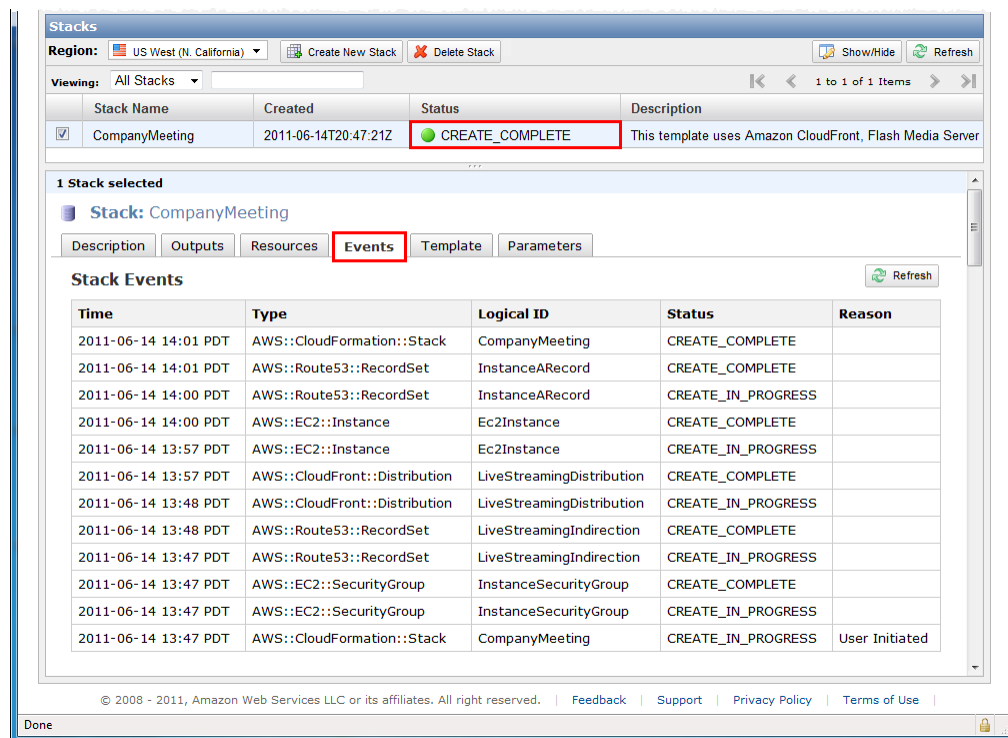 Stacks
Region: US West (N. California) Create New Stack Delete Stack Show/Hide Refresh
Viewing: All Stacks 1 to 1 of 1 Items
Stack Name Created Status Description
CompanyMeeting 2011-06-14T20:47:21Z CREATE_COMPLETE This template uses Amazon CloudFront, Flash Media Server
1 Stack selected
Stack: CompanyMeeting
Description Outputs Resources Events Template Parameters
Stack Events Refresh
Time Type Logical ID Status Reason
2011-06-14 14:01 PDT AWS::CloudFormation::Stack CompanyMeeting CREATE_COMPLETE
2011-06-14 14:01 PDT AWS::Route53::RecordSet InstanceARecord CREATE_COMPLETE
2011-06-14 14:00 PDT AWS::Route53::RecordSet InstanceARecord CREATE_IN_PROGRESS
2011-06-14 14:00 PDT AWS::EC2::Instance Ec2Instance CREATE_COMPLETE
2011-06-14 13:57 PDT AWS::EC2::Instance Ec2Instance CREATE_IN_PROGRESS
2011-06-14 13:57 PDT AWS::CloudFront::Distribution LiveStreamingDistribution CREATE_COMPLETE
2011-06-14 13:48 PDT AWS::CloudFront::Distribution LiveStreamingDistribution CREATE_IN_PROGRESS
2011-06-14 13:48 PDT AWS::Route53::RecordSet LiveStreamingIndirection CREATE_COMPLETE
2011-06-14 13:47 PDT AWS::Route53::RecordSet LiveStreamingIndirection CREATE_IN_PROGRESS
2011-06-14 13:47 PDT AWS::EC2::SecurityGroup InstanceSecurityGroup CREATE_COMPLETE
2011-06-14 13:47 PDT AWS::EC2::SecurityGroup InstanceSecurityGroup CREATE_IN_PROGRESS
2011-06-14 13:47 PDT AWS::CloudFormation::Stack CompanyMeeting CREATE_IN_PROGRESS User Initiated
© 2008 - 2011, Amazon Web Services LLC or its affiliates. All right reserved. | Feedback | Support | Privacy Policy | Terms of Use |
Done